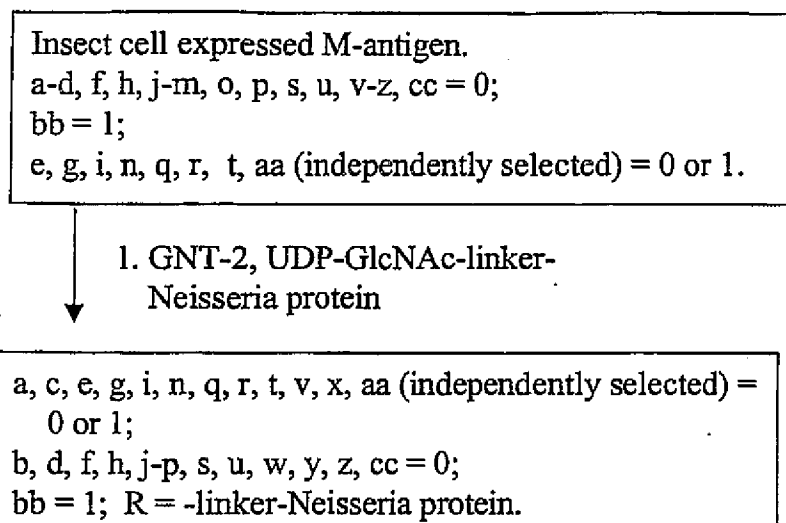 Insect cell expressed M-antigen.
a-d, f, h, j-m, o, p, s, u, v-z, cc = 0;
bb = 1;
e, g, i, n, q, r, t, aa (independently selected) = 0 or 1.
1. GNT-2, UDP-GlcNAc-linker-
Neisseria protein
a, c, e, g, i, n, q, r, t, v, x, aa (independently selected) =
0 or 1;
b, d, f, h, j-p, s, u, w, y, z, cc = 0;
bb = 1; R = -linker-Neisseria protein.